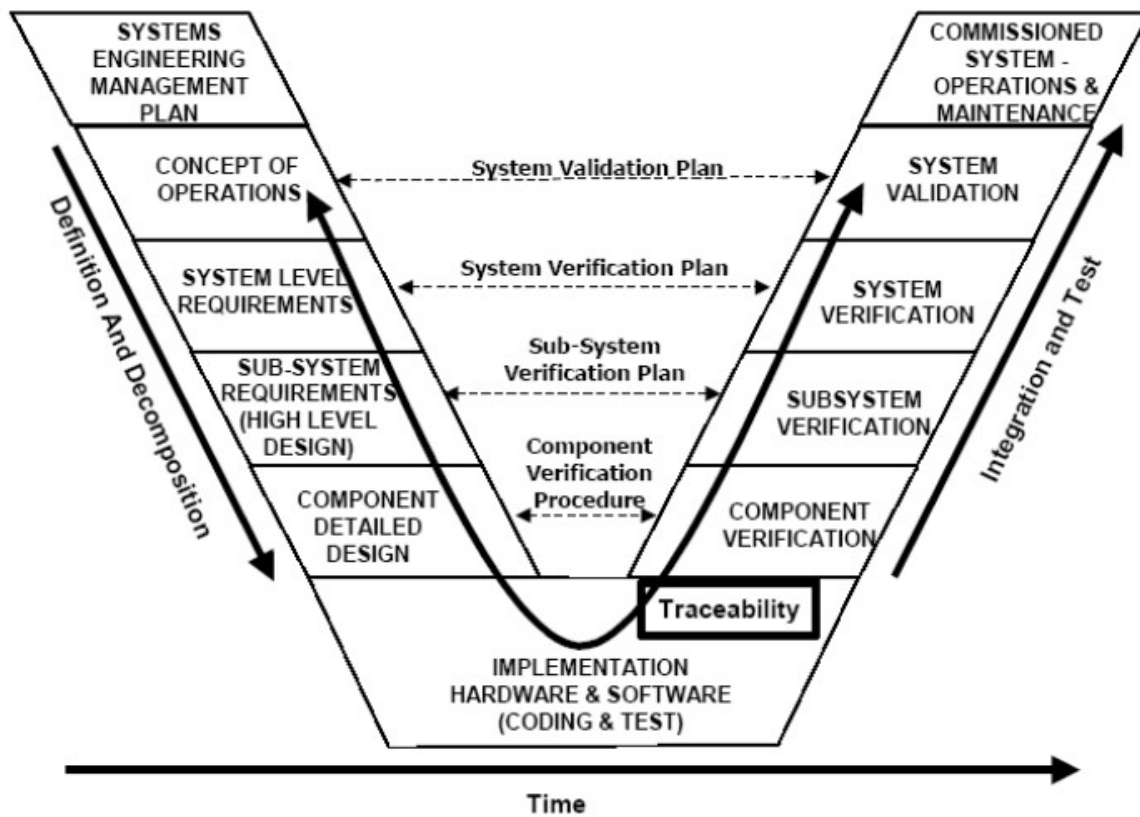 SYSTEMS
ENGINEERING
MANAGEMENT
PLAN
COMMISSIONED
SYSTEM -
OPERATIONS &
MAINTENANCE
CONCEPT OF
OPERATIONS
System Validation Plan
SYSTEM
VALIDATION
SYSTEM LEVEL
REQUIREMENTS
System Verification Plan
SYSTEM
VERIFICATION
SUB-SYSTEM
REQUIREMENTS
(HIGH LEVEL
DESIGN)
Sub-System
Verification Plan
SUBSYSTEM
VERIFICATION
COMPONENT
DETAILED
DESIGN
Component
Verification
Procedure
COMPONENT
VERIFICATION
Definition And Decomposition
Integration and Test
Traceability
IMPLEMENTATION
HARDWARE & SOFTWARE
(CODING & TEST)
Time